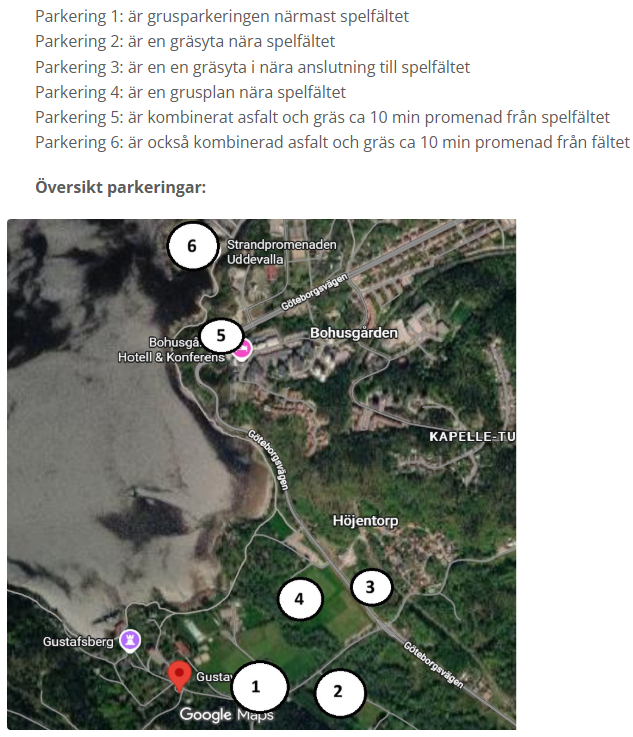 Parkering 1: är grusparkeringen närmast spelfältet
Parkering 2: är en gräsyta nära spelfältet
Parkering 3: är en en gräsyta i nära anslutning till spelfältet
Parkering 4: är en grusplan nära spelfältet
Parkering 5: är kombinerat asfalt och gräs ca 10 min promenad från spelfältet
Parkering 6: är också kombinerad asfalt och gräs ca 10 min promenad från fältet
Översikt parkeringar:
6
Strandpromenaden
Uddevalla
Göteborgsvägen
5
Bohusgå
Hotell & Konferens
Bohusgården
KAPELLE-TU
Göteborgsvägen
Höjentorp
3
4
Gustafsberg
Göteborgsvägen
Gustav
1
2
Google Maps